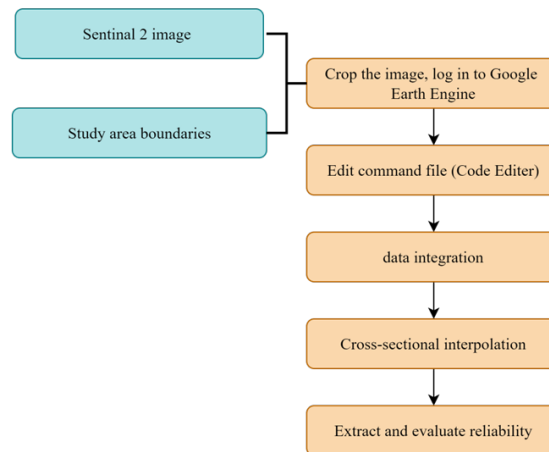 Sentinal 2 image
Study area boundaries
Crop the image, log in to Google
Earth Engine
Edit command file (Code Editer)
data integration
Cross-sectional interpolation
Extract and evaluate reliability